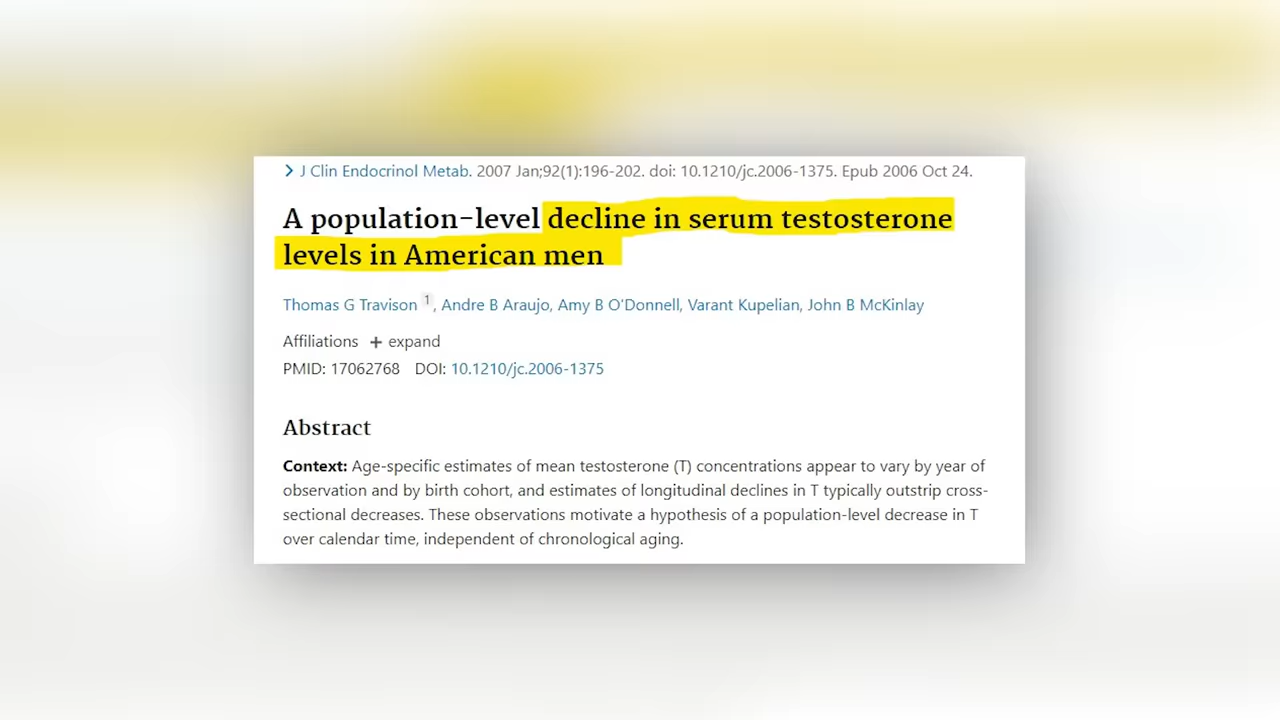 J Clin Endocrinol Metab. 2007 Jan;92(1):196-202. doi: 10.1210/jc.2006-1375. Epub 2006 Oct 24.
A population-level decline in serum testosterone
levels in American men
Thomas G Travison 1, Andre B Araujo, Amy B O'Donnell, Varant Kupelian, John B McKinlay
Affiliations + expand
PMID: 17062768 DOI: 10.1210/jc.2006-1375
Abstract
Context: Age-specific estimates of mean testosterone (T) concentrations appear to vary by year of
observation and by birth cohort, and estimates of longitudinal declines in T typically outstrip cross-
sectional decreases. These observations motivate a hypothesis of a population-level decrease in T
over calendar time, independent of chronological aging.